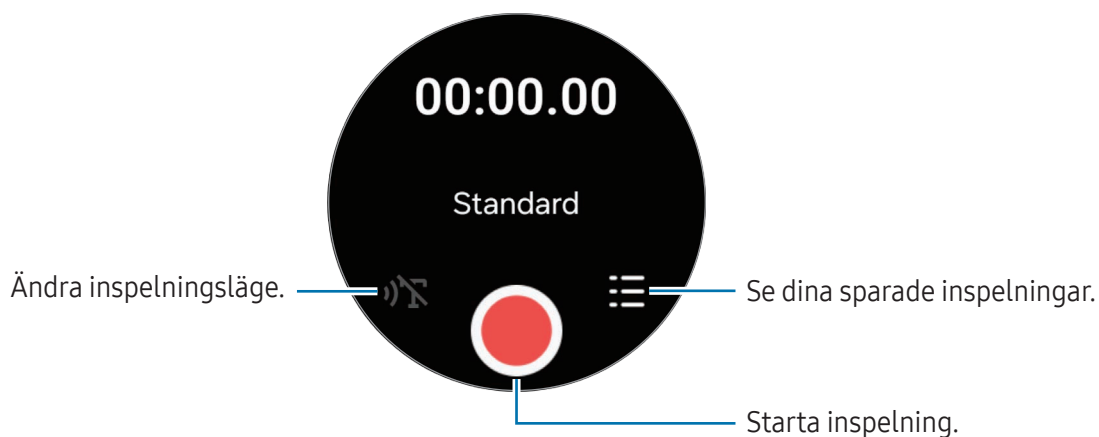 00:00.00
Standard
Ändra inspelningsläge.
Se dina sparade inspelningar.
Starta inspelning.